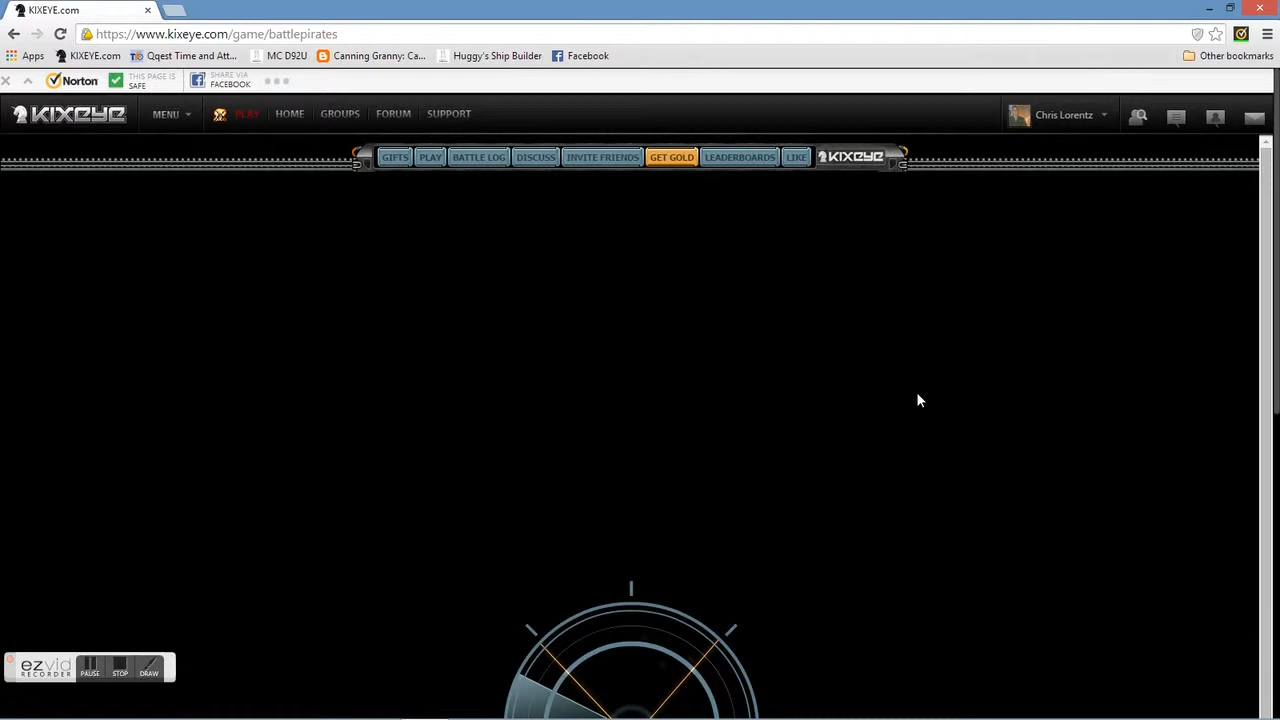 KIXEYE.com
https://www.kixeye.com/game/battlepirates
Apps KIXEYE.com Qqest Time and Att... MC D92U Canning Granny: Ca... Huggy's Ship Builder Facebook Other bookmarks
Norton THIS PAGE IS SAFE SHARE VIA FACEBOOK
KIXEYE MENU PLAY HOME GROUPS FORUM SUPPORT Chris Lorentz
GIFTS PLAY BATTLE LOG DISCUSS INVITE FRIENDS GET GOLD LEADERBOARDS LIKE KIXEYE
ezvid RECORDER PAUSE STOP DRAW